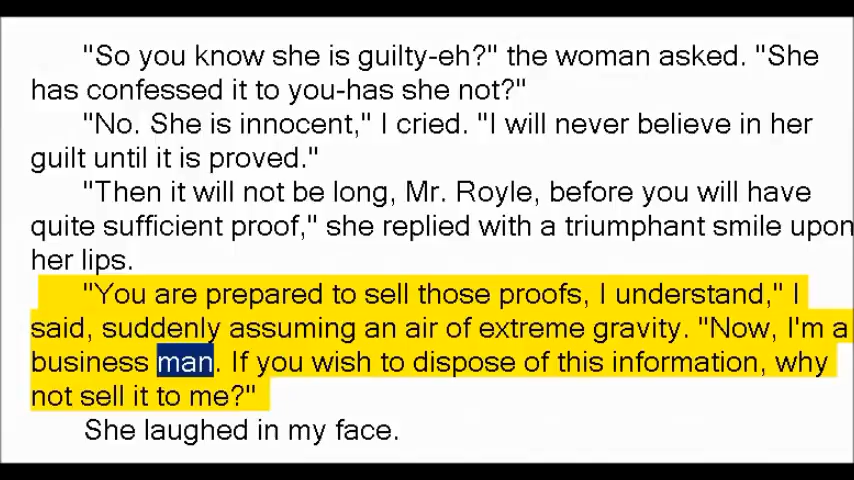 "So you know she is guilty-eh?" the woman asked. "She
has confessed it to you-has she not?"
"No. She is innocent," I cried. "I will never believe in her
guilt until it is proved."
"Then it will not be long, Mr. Royle, before you will have
quite sufficient proof," she replied with a triumphant smile upon
her lips.
"You are prepared to sell those proofs, I understand," I
said, suddenly assuming an air of extreme gravity. "Now, I'm a
business man. If you wish to dispose of this information, why
not sell it to me?"
She laughed in my face.